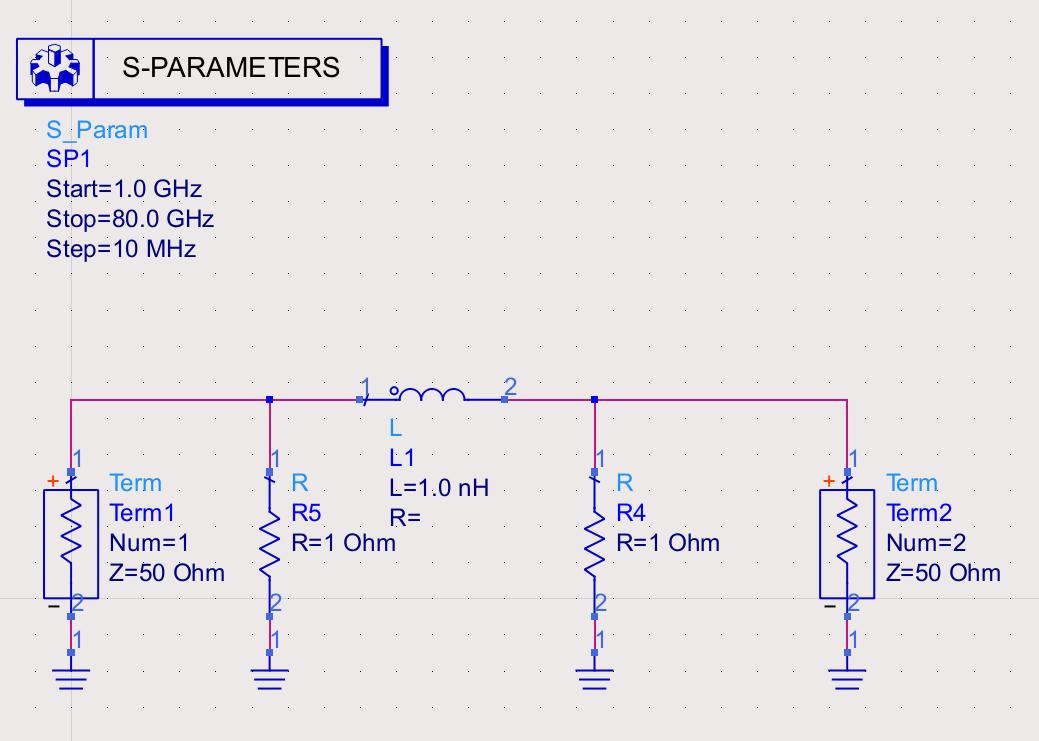 S-PARAMETERS
S_Param
SP1
Start=1.0 GHz
Stop=80.0 GHz
Step=10 MHz
1
2
L
L1
L=1.0 nH
R=
1
+
Term
Term1
Num=1
Z=50 Ohm
−
2
1
1
R
R5
R=1 Ohm
2
1
1
R
R4
R=1 Ohm
2
1
1
+
Term
Term2
Num=2
Z=50 Ohm
−
2
1